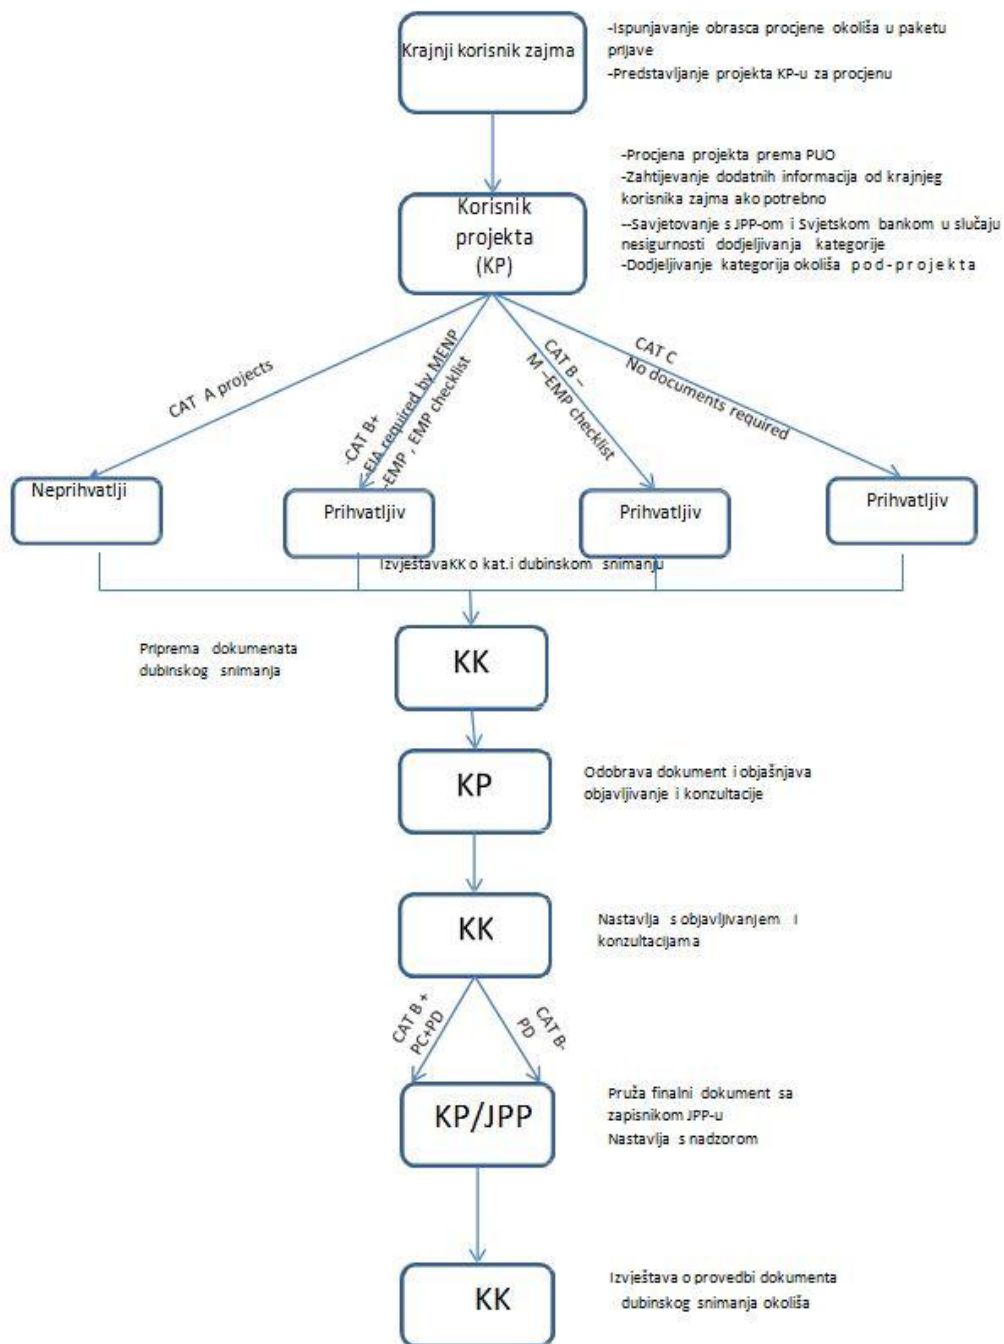 Krajnji korisnik zajma
-Ispunjavanje obrasca procjene okoliša u paketu
prijave
-Predstavljanje projekta KP-u za procjenu
Korisnik
projekta
(KP)
-Procjena projekta prema PUO
-Zahtijevanje dodatnih informacija od krajnjeg
korisnika zajma ako potrebno
--Savjetovanje s JPP-om i Svjetskom bankom u slučaju
nesigurnosti dodjeljivanja kategorije
-Dodjeljivanje kategorija okoliša pod-projekta
CAT A projects
-CAT B+
-EIA required by MENP
-EMP , EMP checklist
CAT B –
M –EMP checklist
CAT C
No documents required
Neprihvatlji
Prihvatljiv
Prihvatljiv
Prihvatljiv
IzvještavaKK o kat.i dubinskom snimanju
Priprema dokumenata
dubinskog snimanja
KK
KP
Odobrava dokument i objašnjava
objavljivanje i konzultacije
KK
Nastavlja s objavljivanjem i
konzultacijama
CAT B +
PC+PD
CAT B-
PD
KP/JPP
Pruža finalni dokument sa
zapisnikom JPP-u
Nastavlja s nadzorom
KK
Izvještava o provedbi dokumenta
dubinskog snimanja okoliša